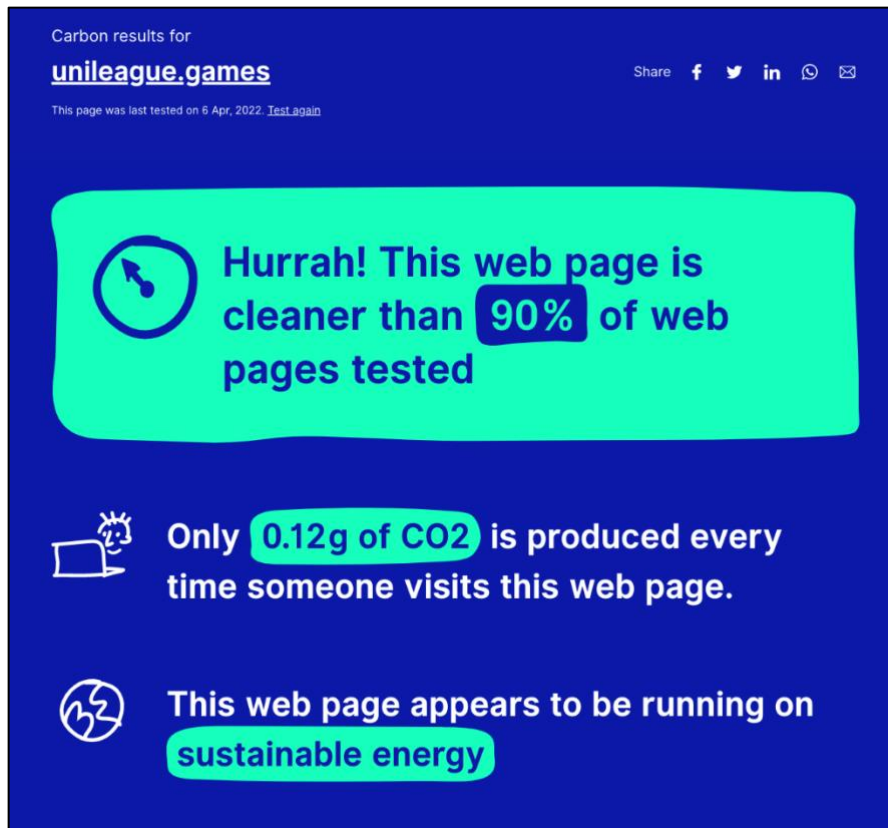 Carbon results for
unileague.games
Share
This page was last tested on 6 Apr, 2022. Test again
Hurrah! This web page is
cleaner than 90% of web
pages tested
Only 0.12g of CO2 is produced every
time someone visits this web page.
This web page appears to be running on
sustainable energy